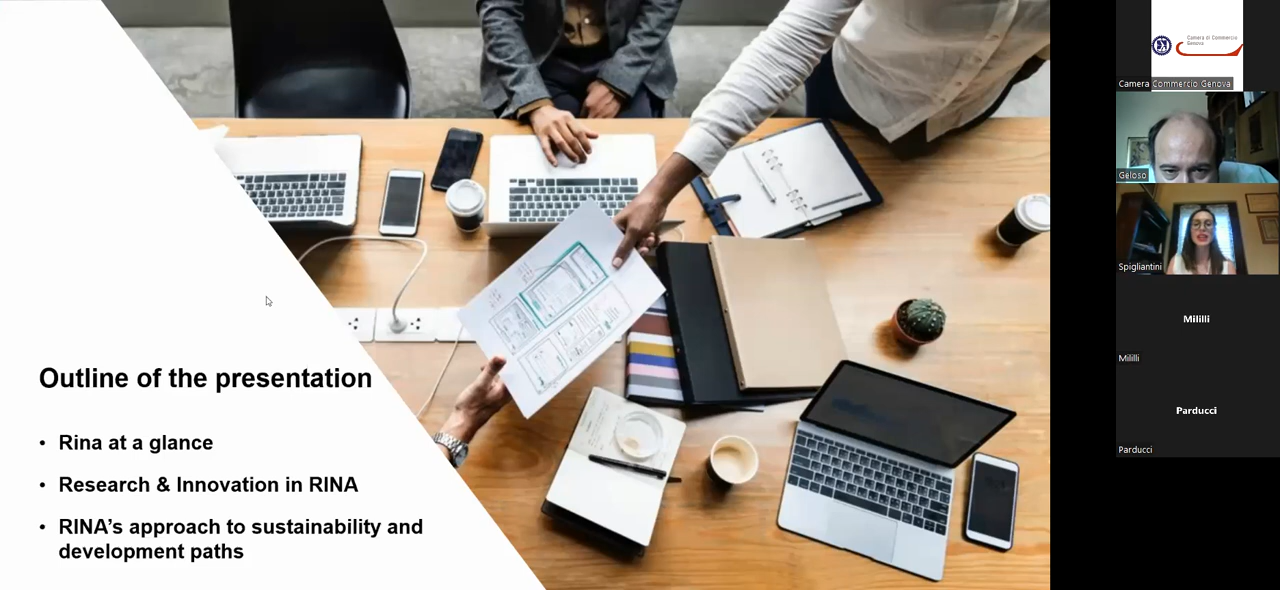 Outline of the presentation
• Rina at a glance
• Research & Innovation in RINA
• RINA’s approach to sustainability and
development paths
Camera di Commercio
Genova
Camera Commercio Genova
Geloso
Spigliantini
Mililli
Mililli
Parducci
Parducci